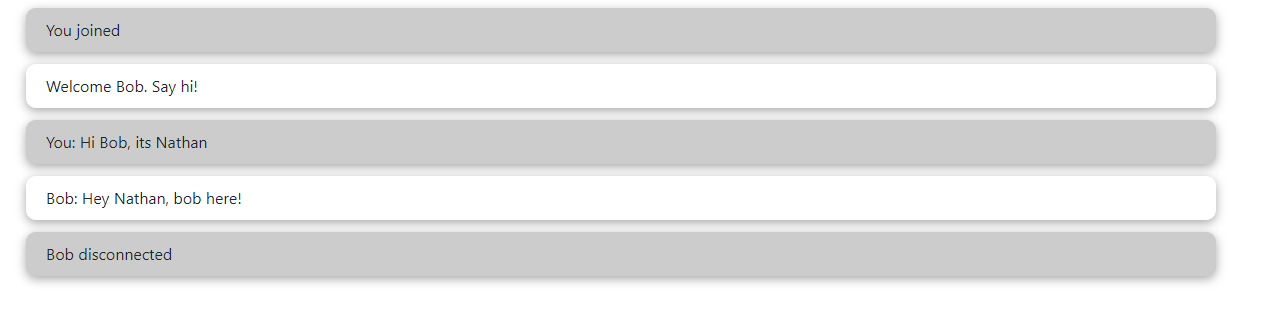 You joined
Welcome Bob. Say hi!
You: Hi Bob, its Nathan
Bob: Hey Nathan, bob here!
Bob disconnected